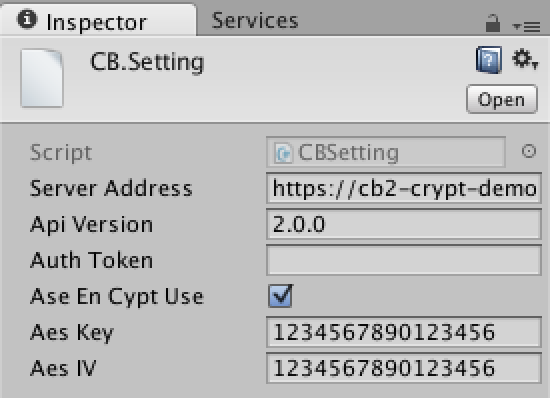 Inspector Services
CB.Setting
Open
Script CBSetting
Server Address https://cb2-crypt-demo
Api Version 2.0.0
Auth Token
Ase En Cypt Use
Aes Key 1234567890123456
Aes IV 1234567890123456